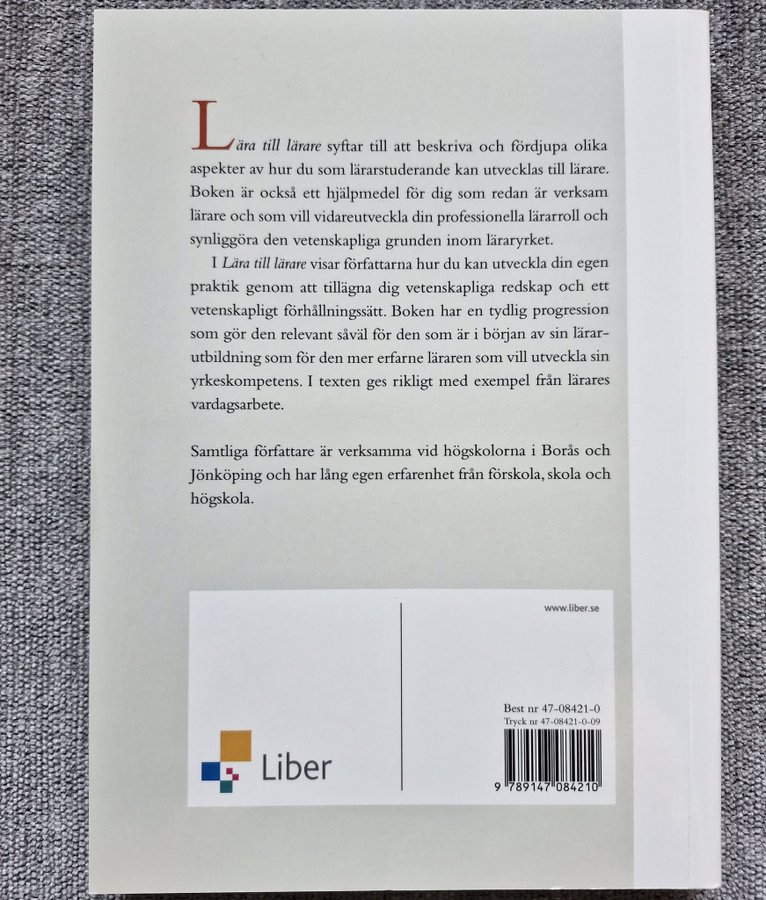 Lära till lärare syftar till att beskriva och fördjupa olika
aspekter av hur du som lärarstuderande kan utvecklas till lärare.
Boken är också ett hjälpmedel för dig som redan är verksam
lärare och som vill vidareutveckla din professionella lärarroll och
synliggöra den vetenskapliga grunden inom läraryrket.
I Lära till lärare visar författarna hur du kan utveckla din egen
praktik genom att tillägna dig vetenskapliga redskap och ett
vetenskapligt förhållningssätt. Boken har en tydlig progression
som gör den relevant såväl för den som är i början av sin lärar-
utbildning som för den mer erfarne läraren som vill utveckla sin
yrkeskompetens. I texten ges rikligt med exempel från lärares
vardagsarbete.
Samtliga författare är verksamma vid högskolorna i Borås och
Jönköping och har lång egen erfarenhet från förskola, skola och
högskola.
www.liber.se
Best nr 47-08421-0
Tryck nr 47-08421-0-09
Liber
9 789147 084210